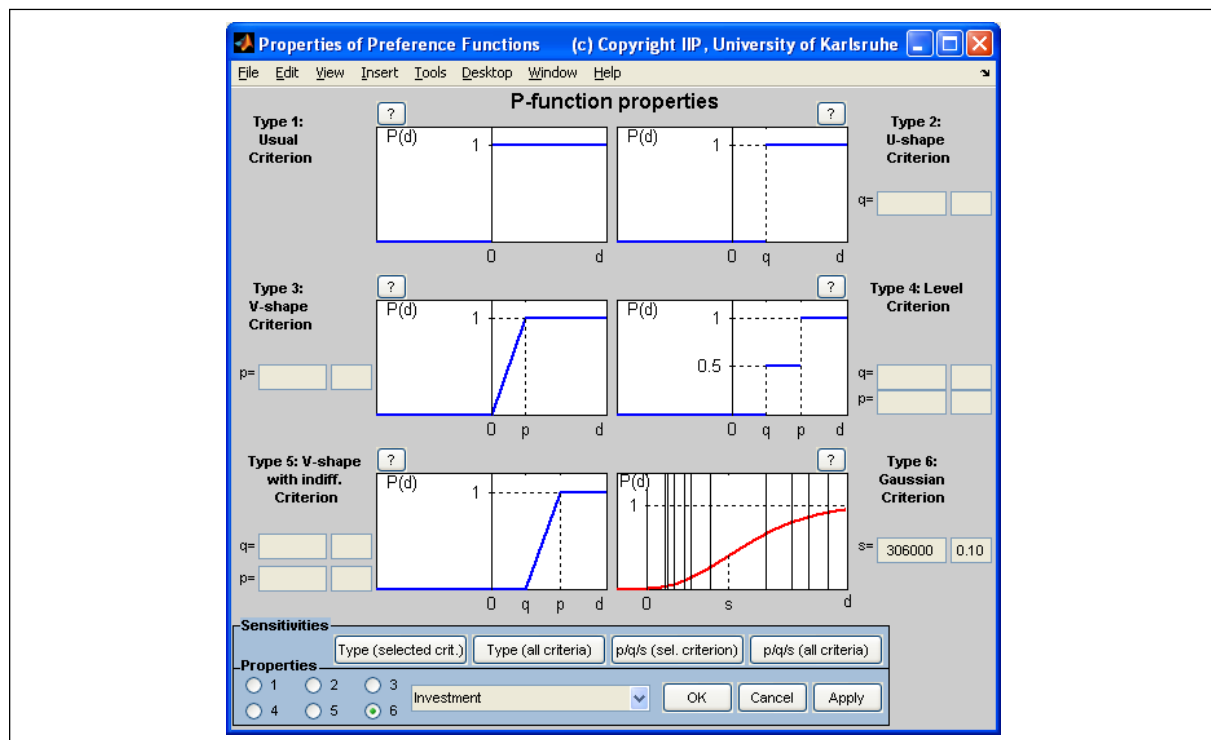 Properties of Preference Functions (c) Copyright IIP, University of Karlsruhe
File Edit View Insert Tools Desktop Window Help
P-function properties
Type 1:
Usual
Criterion
?
P(d)
1
0 d
?
P(d)
1
0 q d
Type 2:
U-shape
Criterion
q=
Type 3:
V-shape
Criterion
p=
?
P(d)
1
0 p d
?
P(d)
1
0.5
0 q p d
Type 4: Level
Criterion
q=
p=
Type 5: V-shape
with indiff.
Criterion
q=
p=
?
P(d)
1
0 q p d
?
P(d)
1
0 s d
Type 6:
Gaussian
Criterion
s= 306000 0.10
Sensitivities
Type (selected crit.) Type (all criteria) p/q/s (sel. criterion) p/q/s (all criteria)
Properties
1 2 3
4 5 6
Investment
OK Cancel Apply